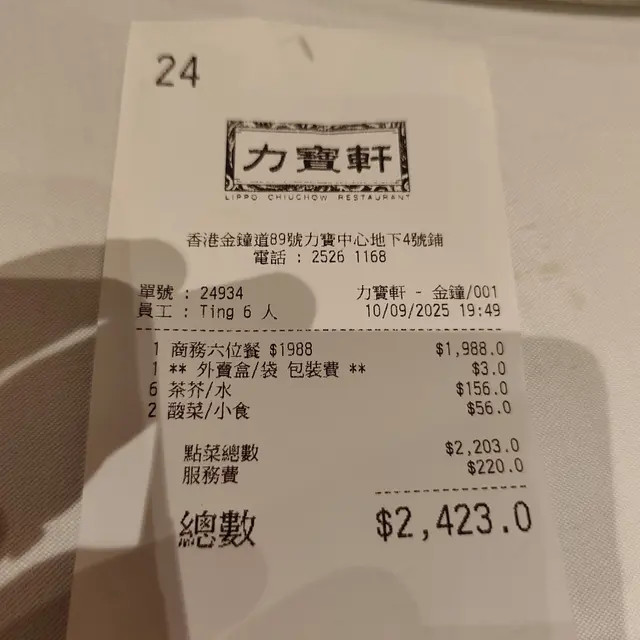 24
力寶軒
LIPPO CHIUCHOW RESTAURANT
香港金鐘道89號力寶中心地下4號鋪
電話 : 2526 1168
單號 : 24934 力寶軒 - 金鐘/001
員工 : Ting 6 人 10/09/2025 19:49
1 商務六位餐 $1988 $1,988.0
1 ** 外賣盒/袋 包裝費 ** $3.0
6 茶芥/水 $156.0
2 酸菜/小食 $56.0
點菜總數 $2,203.0
服務費 $220.0
總數 $2,423.0